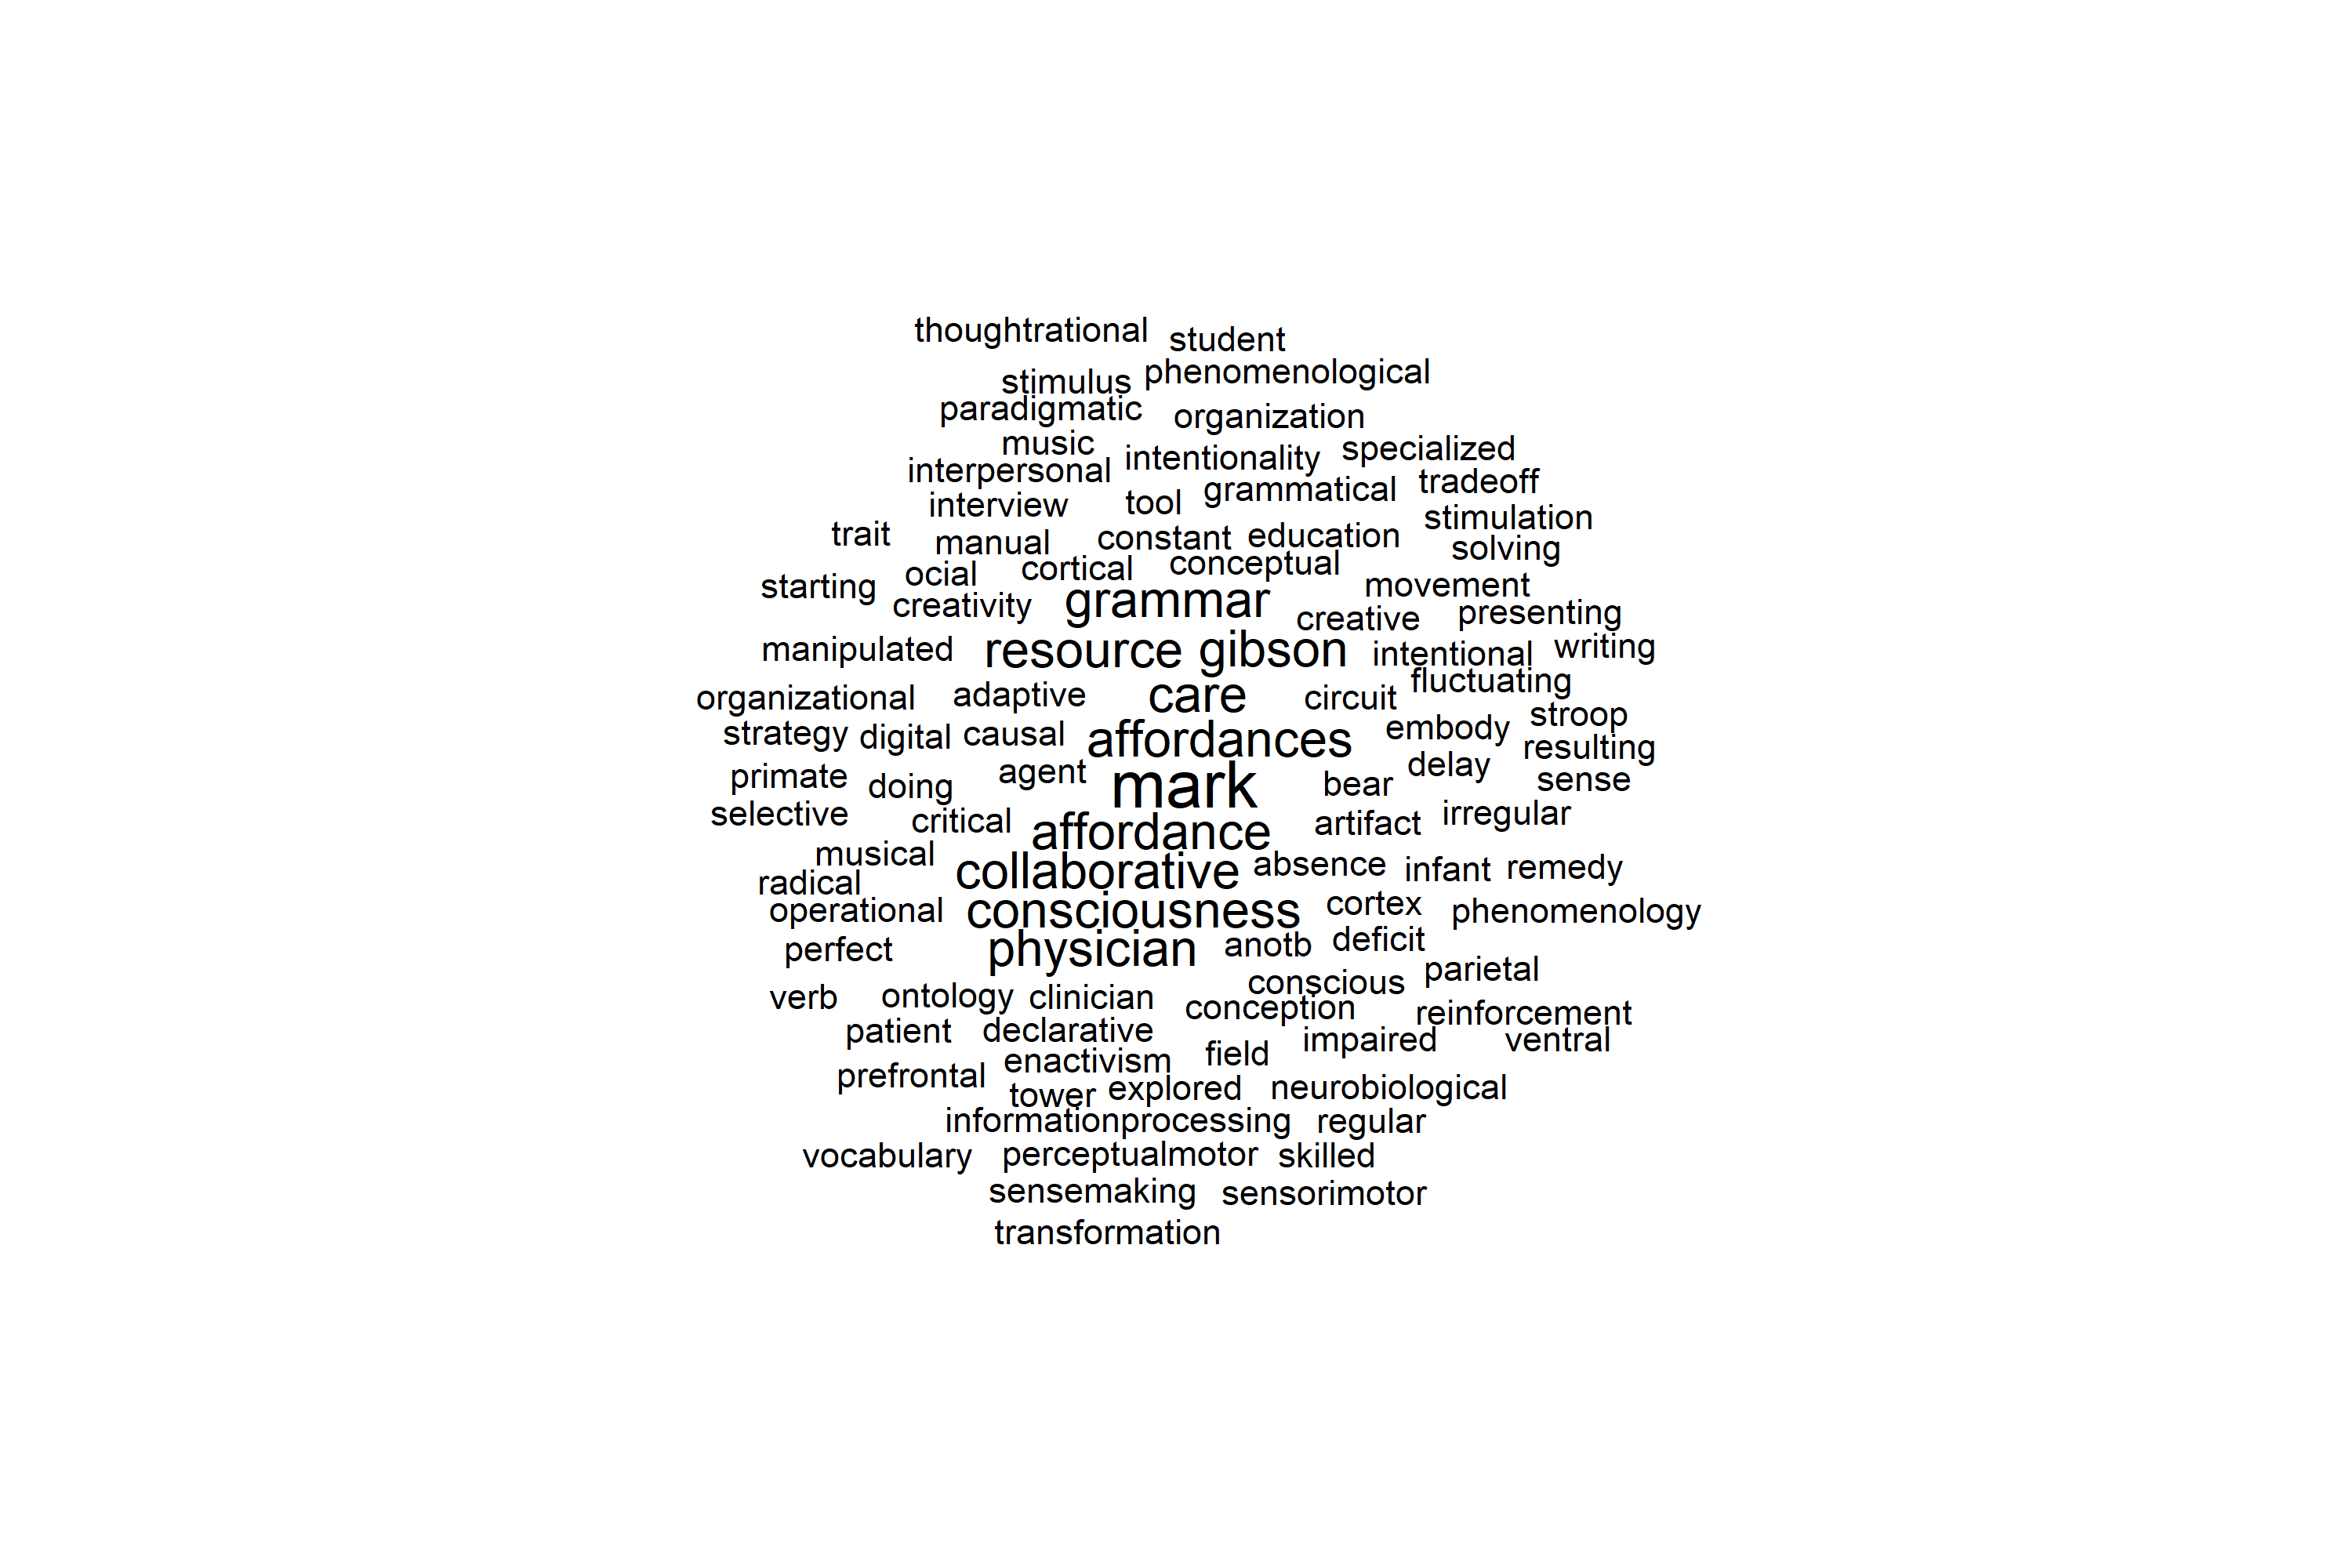 thoughtrational student
stimulus phenomenological
paradigmatic organization
music intentionality specialized
interpersonal grammatical tradeoff
interview tool stimulation
trait manual constant education solving
starting ocial cortical conceptual movement
creativity grammar creative presenting
manipulated resource gibson intentional writing
organizational adaptive care circuit fluctuating
strategy digital causal affordances embody stroop
resulting
primate doing agent mark bear delay sense
selective critical affordance artifact irregular
musical collaborative absence infant remedy
radical
operational consciousness cortex phenomenology
perfect physician anotb deficit
conscious parietal
verb ontology clinician conception reinforcement
patient declarative impaired ventral
enactivism field
prefrontal tower explored neurobiological
informationprocessing regular
vocabulary perceptualmotor skilled
sensemaking sensorimotor
transformation